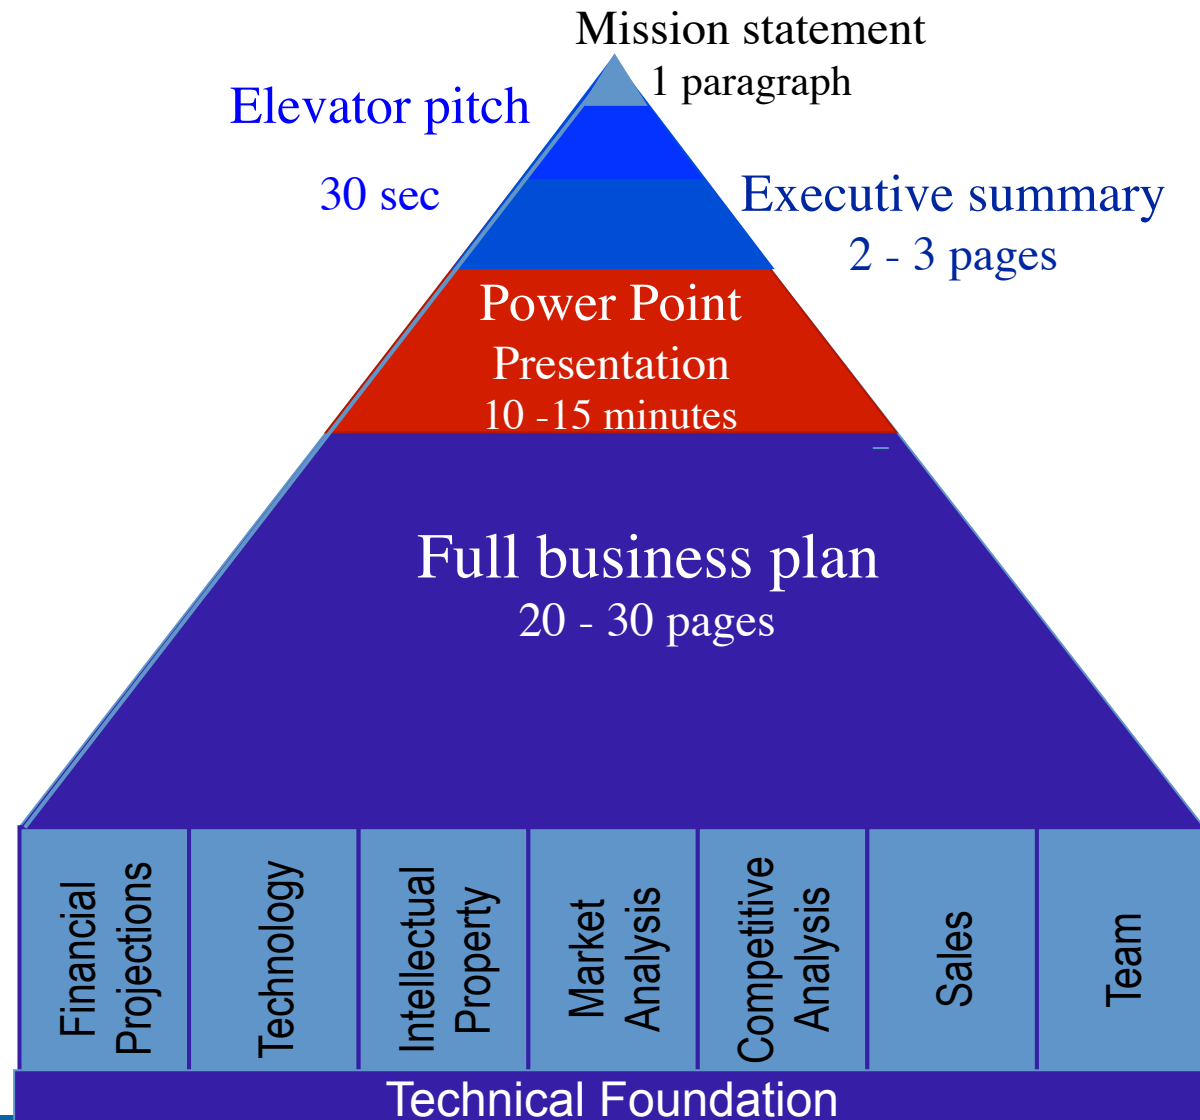 Mission statement
1 paragraph
Elevator pitch
30 sec
Executive summary
2 - 3 pages
Power Point
Presentation
10 -15 minutes
Full business plan
20 - 30 pages
Financial
Projections
Technology
Intellectual
Property
Market
Analysis
Competitive
Analysis
Sales
Team
Technical Foundation